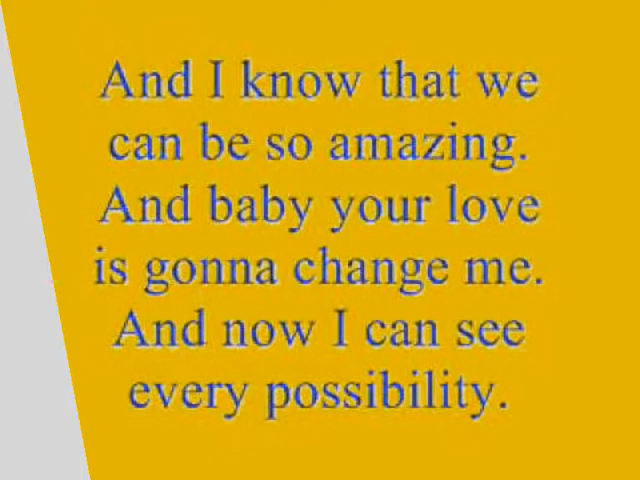 And I know that we
can be so amazing.
And baby your love
is gonna change me.
And now I can see
every possibility.